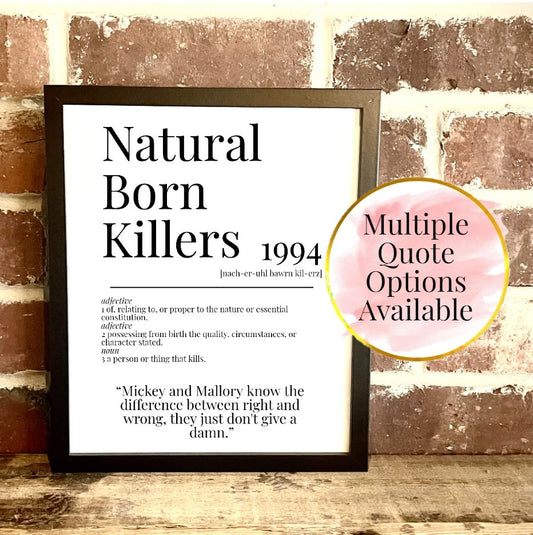 Natural
Born
Killers 1994
[nach-er-uhl bawrn kil-erz]
adjective
1 of, relating to, or proper to the nature or essential
constitution.
adjective
2 possessing from birth the quality, circumstances, or
character stated.
noun
3 a person or thing that kills.
“Mickey and Mallory know the
difference between right and
wrong, they just don't give a
damn.”
Multiple
Quote
Options
Available